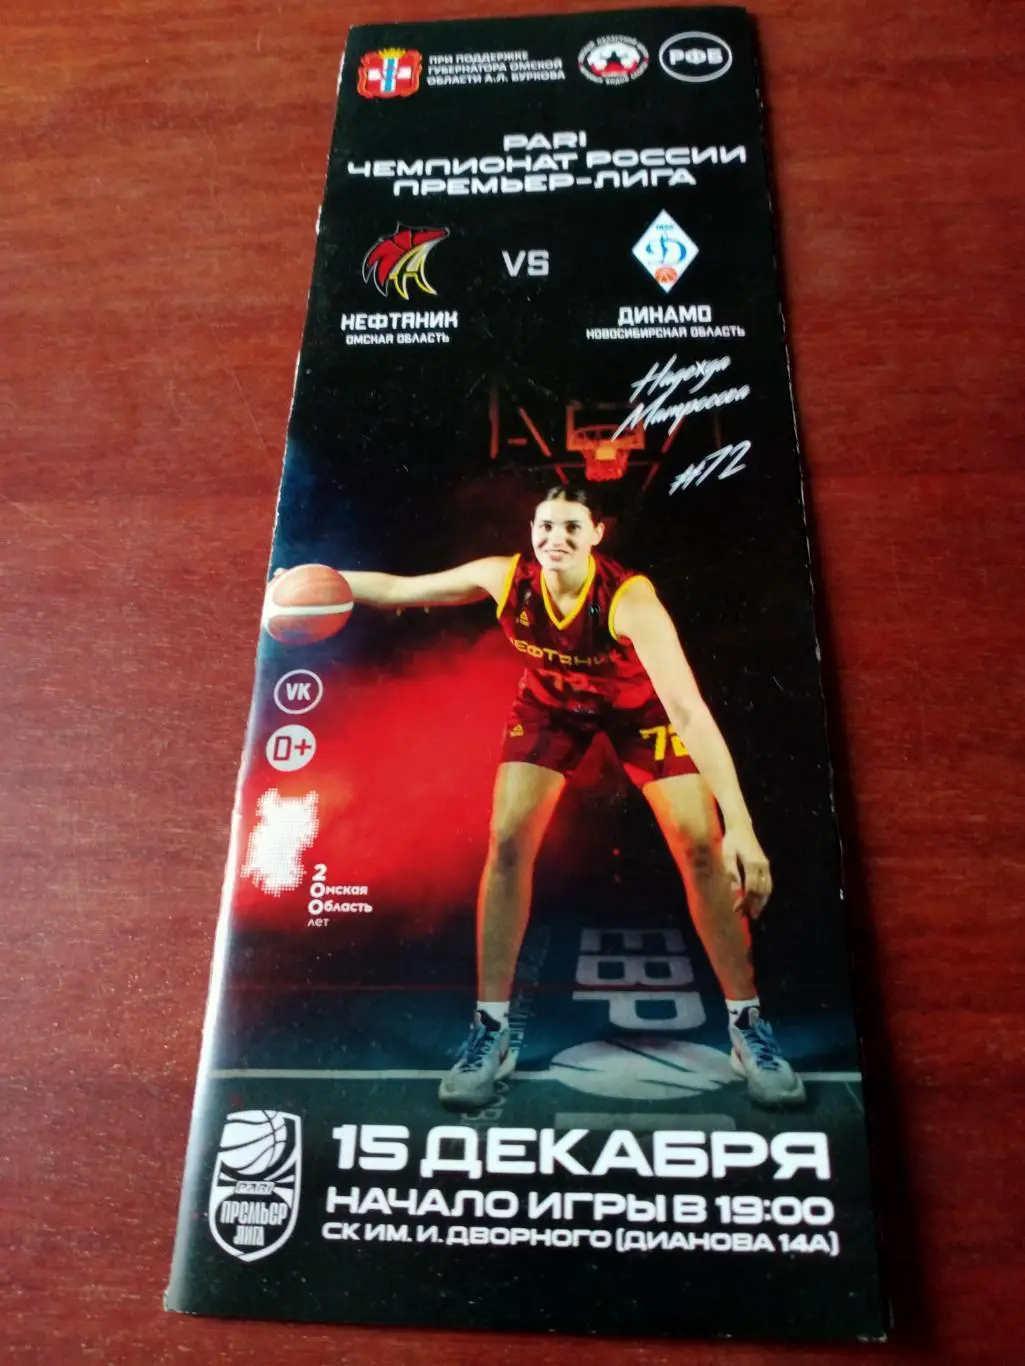 ПРИ ПОДДЕРЖКЕ
ГУБЕРНАТОРА ОМСКОЙ
ОБЛАСТИ А.Л. БУРКОВА
РФБ
PARI
ЧЕМПИОНАТ РОССИИ
ПРЕМЬЕР-ЛИГА
VS
НЕФТЯНИК
ОМСКАЯ ОБЛАСТЬ
Д
ДИНАМО
НОВОСИБИРСКАЯ ОБЛАСТЬ
Надежда
Матросова
#72
НЕФТЯНИК
72
72
VK
0+
2
Омская
Область
лет
15 ДЕКАБРЯ
НАЧАЛО ИГРЫ В 19:00
СК ИМ. И. ДВОРНОГО (ДИАНОВА 14А)
PARI
ПРЕМЬЕР
ЛИГА